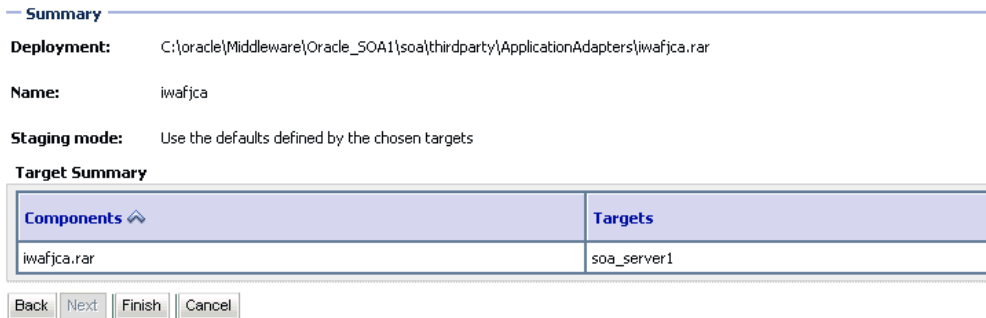 Summary
Deployment: C:\oracle\Middleware\Oracle_SOA1\soa\thirdparty\ApplicationAdapters\iwafjca.rar
Name: iwafjca
Staging mode: Use the defaults defined by the chosen targets
Target Summary
Components Targets
iwafjca.rar soa_server1
Back Next Finish Cancel